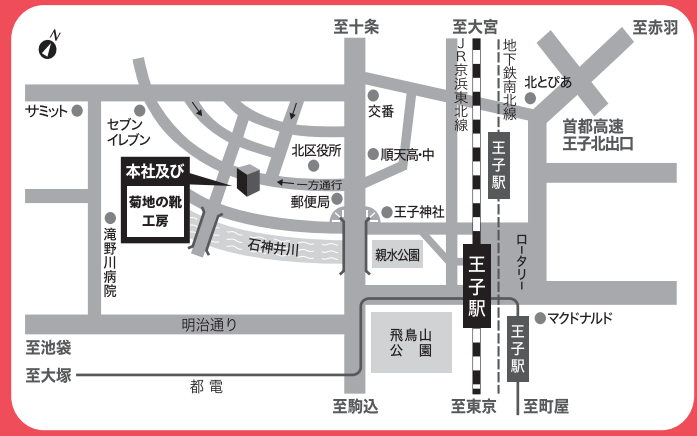 N
至十条
至大宮
至赤羽
JR京浜東北線
地下鉄南北線
北とぴあ
サミット
セブン
イレブン
交番
首都高速
王子北出口
北区役所
順天高・中
王子駅
本社及び
菊地の靴
工房
一方通行
郵便局
王子神社
滝野川病院
石神井川
親水公園
ロータリー
王子駅
明治通り
飛鳥山
公園
マクドナルド
王子駅
至池袋
至大塚
都電
至駒込
至東京
至町屋